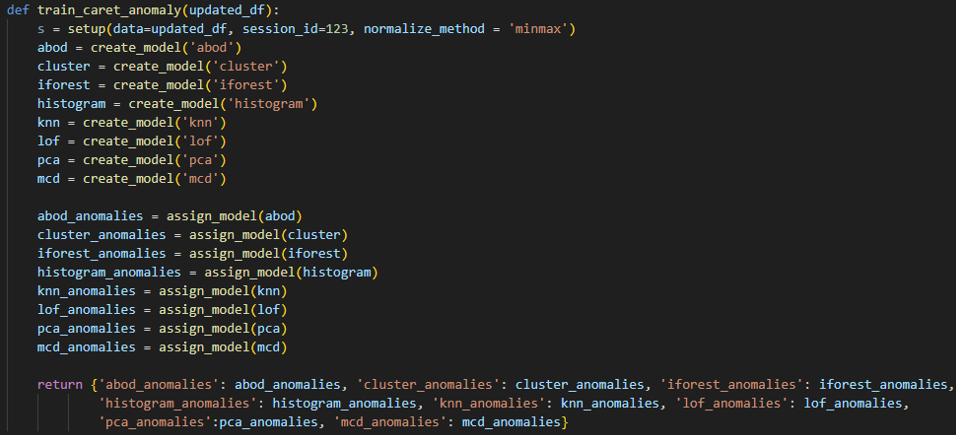 def train_caret_anomaly(updated_df):
    s = setup(data=updated_df, session_id=123, normalize_method = 'minmax')
    abod = create_model('abod')
    cluster = create_model('cluster')
    iforest = create_model('iforest')
    histogram = create_model('histogram')
    knn = create_model('knn')
    lof = create_model('lof')
    pca = create_model('pca')
    mcd = create_model('mcd')

    abod_anomalies = assign_model(abod)
    cluster_anomalies = assign_model(cluster)
    iforest_anomalies = assign_model(iforest)
    histogram_anomalies = assign_model(histogram)
    knn_anomalies = assign_model(knn)
    lof_anomalies = assign_model(lof)
    pca_anomalies = assign_model(pca)
    mcd_anomalies = assign_model(mcd)

    return {'abod_anomalies': abod_anomalies, 'cluster_anomalies': cluster_anomalies, 'iforest_anomalies': iforest_anomalies,
            'histogram_anomalies': histogram_anomalies, 'knn_anomalies': knn_anomalies, 'lof_anomalies': lof_anomalies,
            'pca_anomalies':pca_anomalies, 'mcd_anomalies': mcd_anomalies}